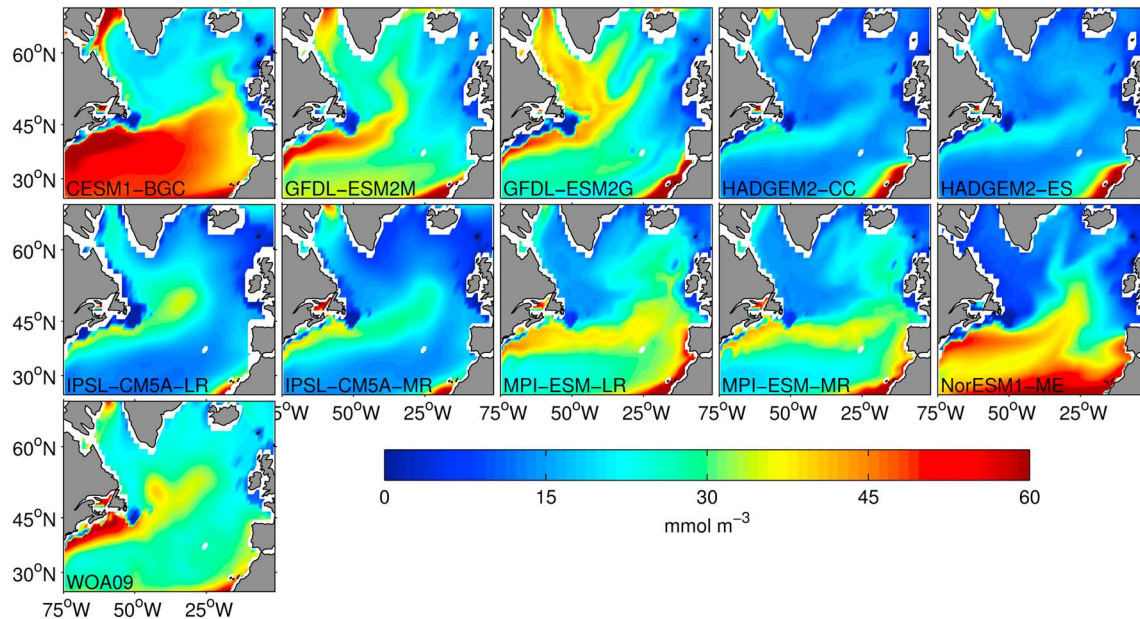 60°N
45°N
30°N
CESM1-BGC
GFDL-ESM2M
GFDL-ESM2G
HADGEM2-CC
HADGEM2-ES
60°N
45°N
30°N
IPSL-CM5A-LR
IPSL-CM5A-MR
MPI-ESM-LR
MPI-ESM-MR
NorESM1-ME
75°W 50°W 25°W 75°W 50°W 25°W 75°W 50°W 25°W 75°W 50°W 25°W
60°N
45°N
30°N
WOA09
75°W 50°W 25°W
0 15 30 45 60
mmol m⁻³